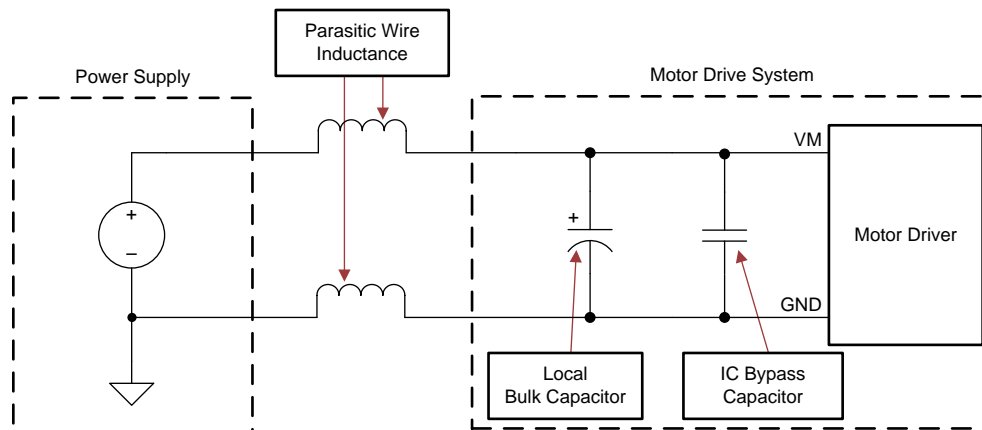 Parasitic Wire
Inductance
Power Supply
Motor Drive System
VM
+
–
+
Motor Driver
GND
Local
Bulk Capacitor
IC Bypass
Capacitor